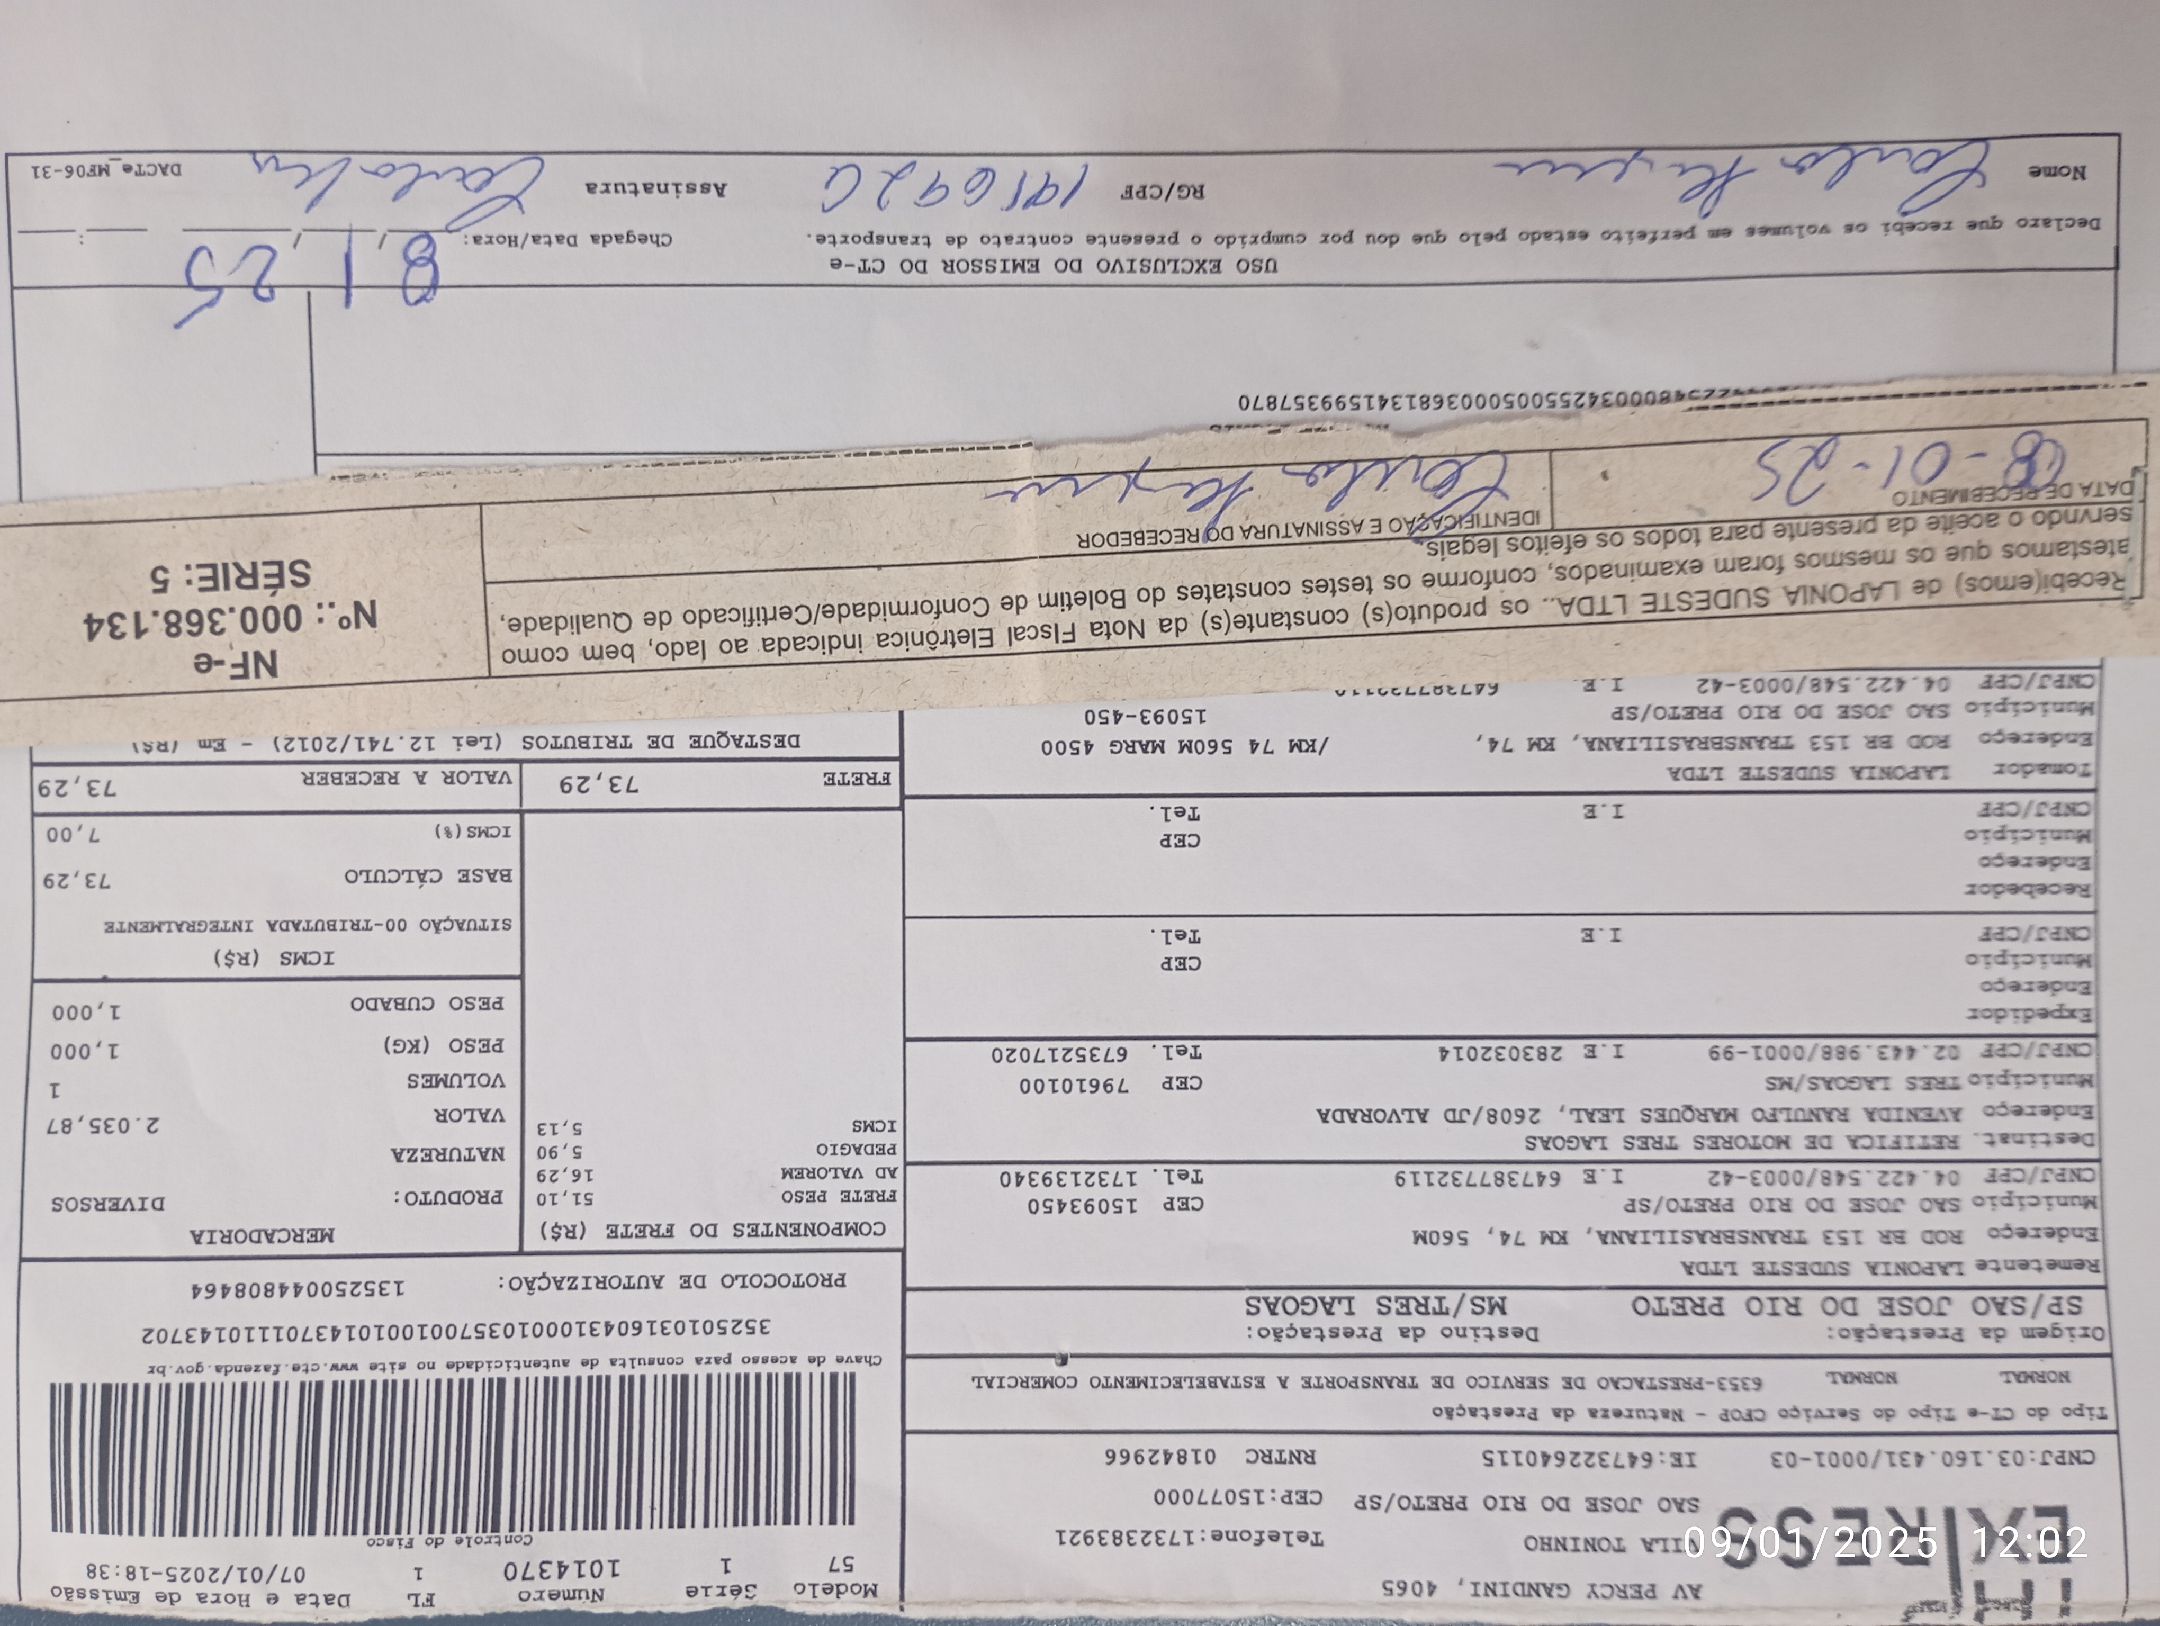 AV PERCY GANDINI, 4065
VILA TONINHO Telefone:1732383921
EXPRESS
SAO JOSE DO RIO PRETO/SP CEP:15077000
CNPJ:03.160.431/0001-03 IE:647322640115 RNTRC 01842966
Modelo Série Numero FL Data e Hora de Emissão
57 1 1014370 1 07/01/2025-18:38
Controle do Fisco
Chave de acesso para consulta de autenticidade no site www.cte.fazenda.gov.br
35250103160431000103570010010143701110143702
PROTOCOLO DE AUTORIZAÇÃO: 135250044808464
Tipo do CT-e Tipo do Serviço CFOP - Natureza da Prestação
NORMAL NORMAL 6353-PRESTACAO DE SERVICO DE TRANSPORTE A ESTABELECIMENTO COMERCIAL
Origem da Prestação: Destino da Prestação:
SP/SAO JOSE DO RIO PRETO MS/TRES LAGOAS
Remetente LAPONIA SUDESTE LTDA
Endereço ROD BR 153 TRANSBRASILIANA, KM 74, 560M
Município SAO JOSE DO RIO PRETO/SP CEP 15093450
CNPJ/CPF 04.422.548/0003-42 I.E 647387732119 Tel. 1732139340
Destinat. RETIFICA DE MOTORES TRES LAGOAS
Endereço AVENIDA RANULFO MARQUES LEAL, 2608/JD ALVORADA
Município TRES LAGOAS/MS CEP 79610100
CNPJ/CPF 02.443.988/0001-99 I.E 283032014 Tel. 6735217020
Expedidor
Endereço
Município CEP
CNPJ/CPF I.E Tel.
Recebedor
Endereço
Município CEP
CNPJ/CPF I.E Tel.
Tomador LAPONIA SUDESTE LTDA
Endereço ROD BR 153 TRANSBRASILIANA, KM 74, /KM 74 560M MARG 4500
Município SAO JOSE DO RIO PRETO/SP 15093-450
CNPJ/CPF 04.422.548/0003-42 I.E. 647387732119
COMPONENTES DO FRETE (R$)
FRETE PESO 51,10
AD VALOREM 16,29
PEDAGIO 5,90
ICMS 5,13
MERCADORIA
PRODUTO: DIVERSOS
NATUREZA
VALOR 2.035,87
VOLUMES 1
PESO (KG) 1,000
PESO CUBADO 1,000
ICMS (R$)
SITUAÇÃO 00-TRIBUTADA INTEGRALMENTE
BASE CÁLCULO 73,29
ICMS(%) 7,00
FRETE 73,29 VALOR A RECEBER 73,29
DESTAQUE DE TRIBUTOS (Lei 12.741/2012) - Em (R$)
Recebi(emos) de LAPONIA SUDESTE LTDA.. os produto(s) constante(s) da Nota Fiscal Eletrônica indicada ao lado, bem como
atestamos que os mesmos foram examinados, conforme os testes constates do Boletim de Conformidade/Certificado de Qualidade,
servndo o aceite da presente para todos os efeitos legais.
DATA DE RECEBIMENTO IDENTIFICAÇÃO E ASSINATURA DO RECEBEDOR
08-01-25
NF-e
Nº.: 000.368.134
SÉRIE: 5
22548000342550050003681341599357870
USO EXCLUSIVO DO EMISSOR DO CT-e
Declaro que recebi os volumes em perfeito estado pelo que dou por cumprido o presente contrato de transporte. Chegada Data/Hora: 8/1/25 __:__
Nome RG/CPF Assinatura
DACTe_MF06-31
09/01/2025 12:02